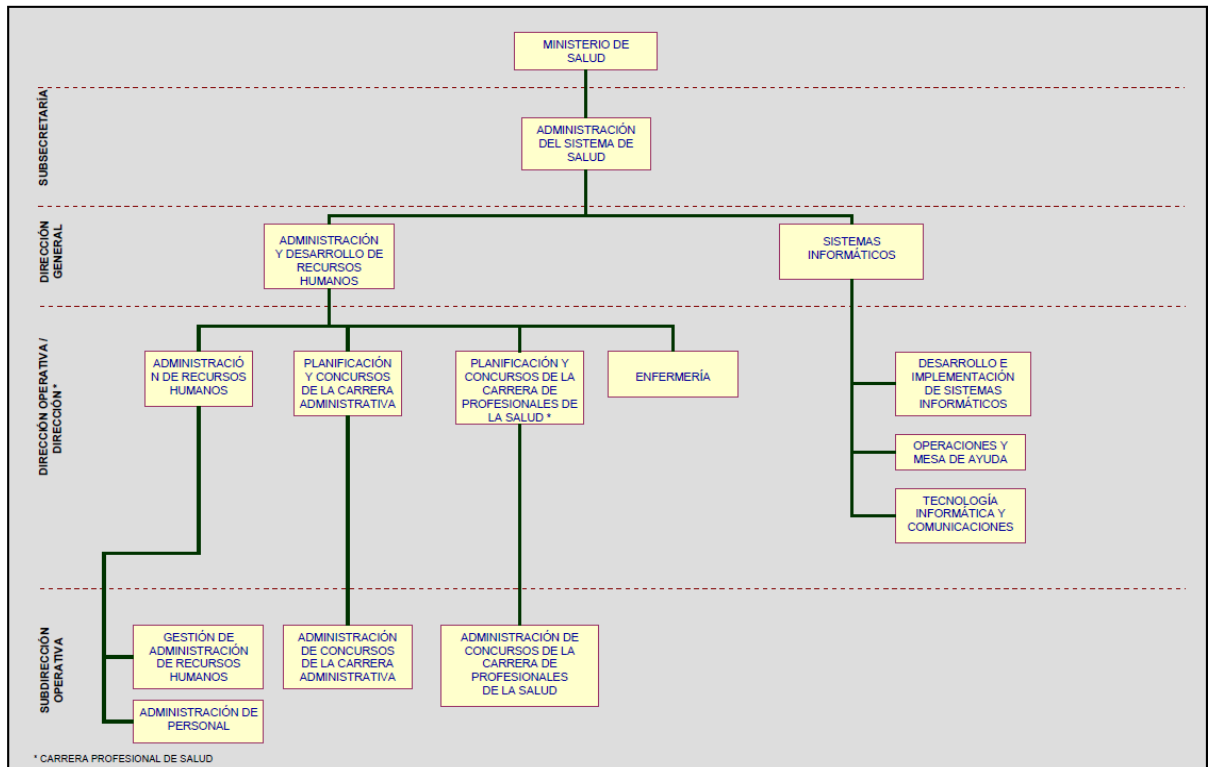 MINISTERIO DE
SALUD
SUBSECRETARÍA
ADMINISTRACIÓN
DEL SISTEMA DE
SALUD
DIRECCIÓN
GENERAL
ADMINISTRACIÓN
Y DESARROLLO DE
RECURSOS
HUMANOS
SISTEMAS
INFORMÁTICOS
DIRECCIÓN OPERATIVA /
DIRECCIÓN *
ADMINISTRACIÓ
N DE RECURSOS
HUMANOS
PLANIFICACIÓN
Y CONCURSOS
DE LA CARRERA
ADMINISTRATIVA
PLANIFICACIÓN Y
CONCURSOS DE LA
CARRERA DE
PROFESIONALES DE
LA SALUD *
ENFERMERÍA
DESARROLLO E
IMPLEMENTACIÓN
DE SISTEMAS
INFORMÁTICOS
OPERACIONES Y
MESA DE AYUDA
TECNOLOGÍA
INFORMÁTICA Y
COMUNICACIONES
SUBDIRECCIÓN
OPERATIVA
GESTIÓN DE
ADMINISTRACIÓN
DE RECURSOS
HUMANOS
ADMINISTRACIÓN
DE CONCURSOS
DE LA CARRERA
ADMINISTRATIVA
ADMINISTRACIÓN DE
CONCURSOS DE LA
CARRERA DE
PROFESIONALES
DE LA SALUD
ADMINISTRACIÓN DE
PERSONAL
* CARRERA PROFESIONAL DE SALUD